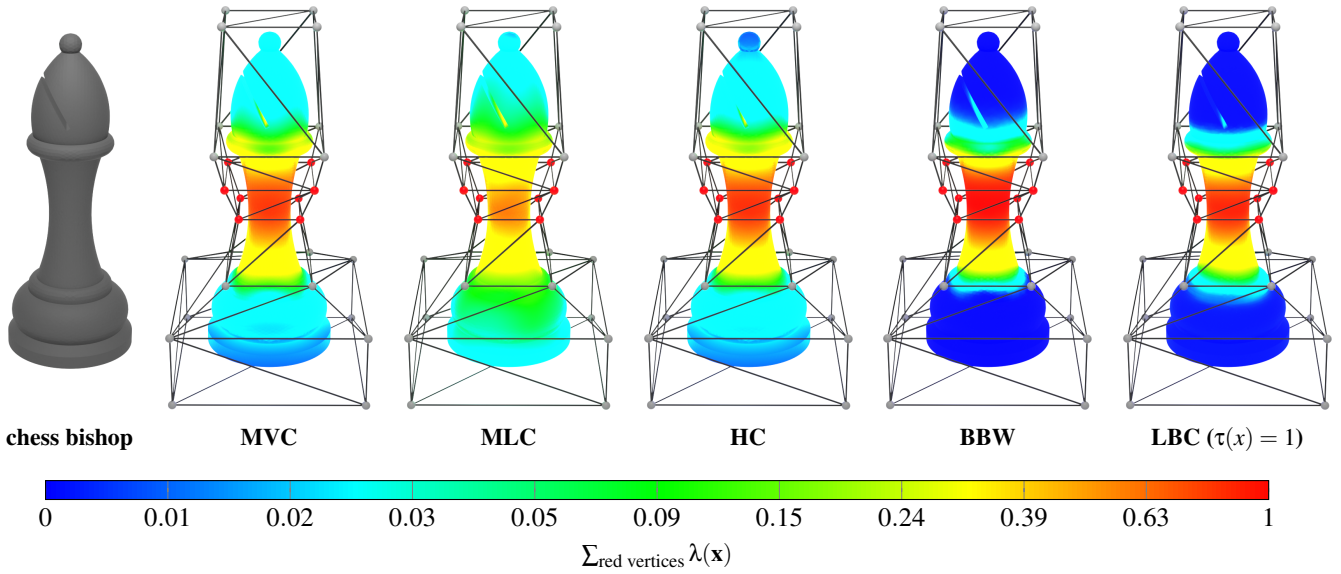 chess bishop MVC MLC HC BBW LBC (τ(x) = 1)
0 0.01 0.02 0.03 0.05 0.09 0.15 0.24 0.39 0.63 1
∑red vertices λ(x)